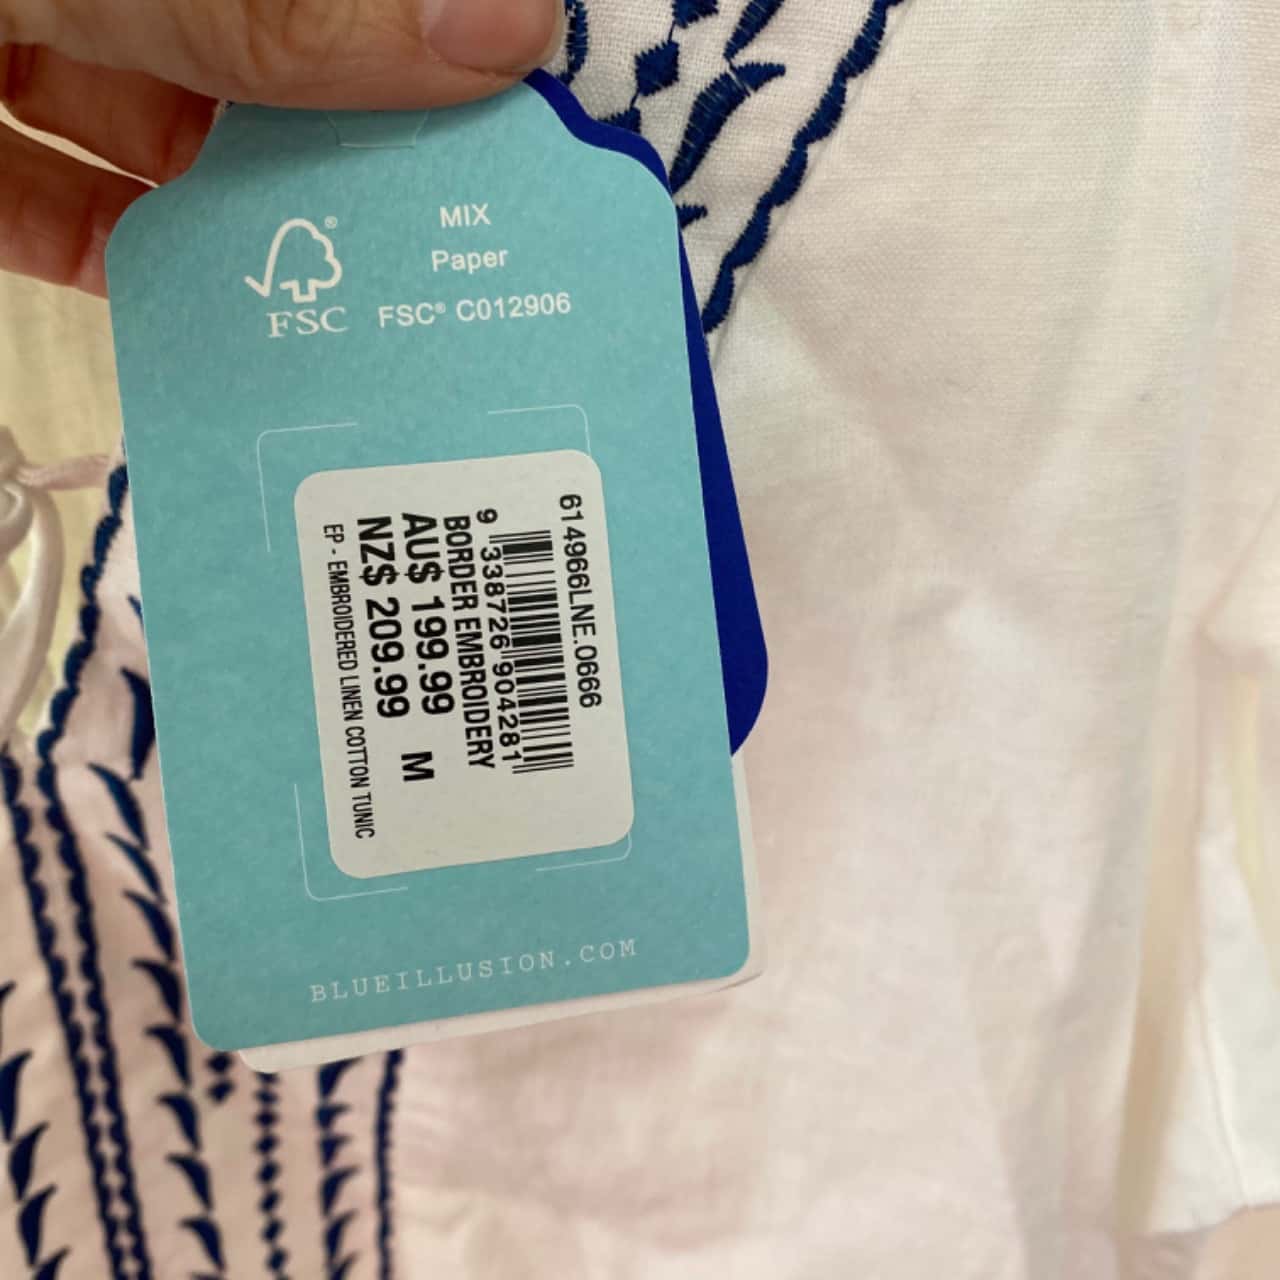 MIX
Paper
FSC® C012906
FSC ®
614966LNE.0666
9 338726 904281
BORDER EMBROIDERY
AU$ 199.99 M
NZ$ 209.99
EP - EMBROIDERED LINEN COTTON TUNIC
BLUEILLUSION.COM